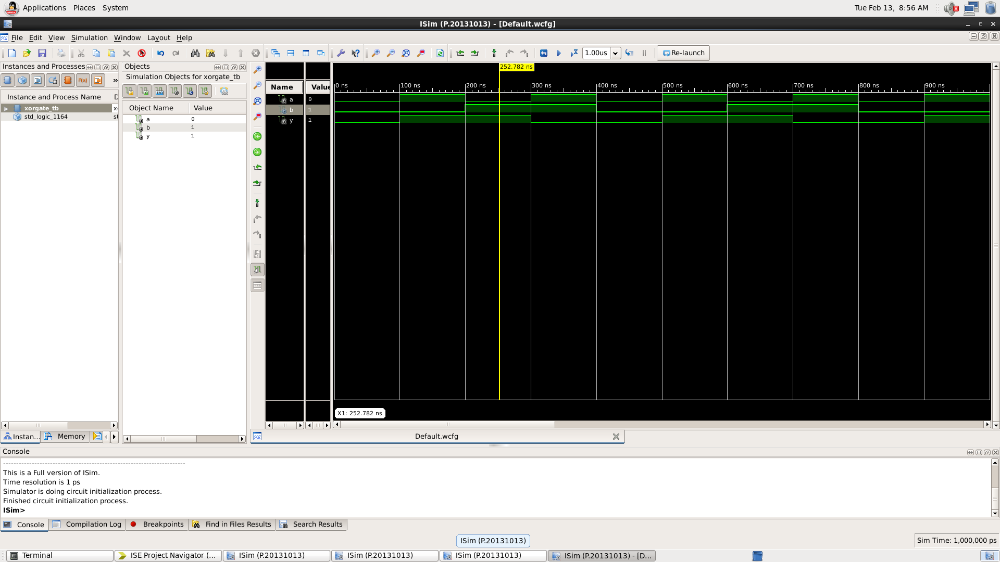 Applications Places System Tue Feb 13, 8:56 AM
ISim (P.20131013) - [Default.wcfg]
File Edit View Simulation Window Layout Help
1.00us Re-launch
Instances and Processes
F(x)
»
Instance and Process Name D
xorgate_tb x
std_logic_1164 st
Instan... Memory
Objects
Simulation Objects for xorgate_tb
Object Name Value
a 0
b 1
y 1
Name Value
a 0
b 1
y 1
252.782 ns
0 ns 100 ns 200 ns 300 ns 400 ns 500 ns 600 ns 700 ns 800 ns 900 ns
X1: 252.782 ns
Default.wcfg
Console
----------------------------------------------------------------------
This is a Full version of ISim.
Time resolution is 1 ps
Simulator is doing circuit initialization process.
Finished circuit initialization process.
ISim>
Console Compilation Log Breakpoints Find in Files Results Search Results
ISim (P.20131013)
Sim Time: 1,000,000 ps
Terminal ISE Project Navigator (... ISim (P.20131013) ISim (P.20131013) ISim (P.20131013) ISim (P.20131013) - [D...